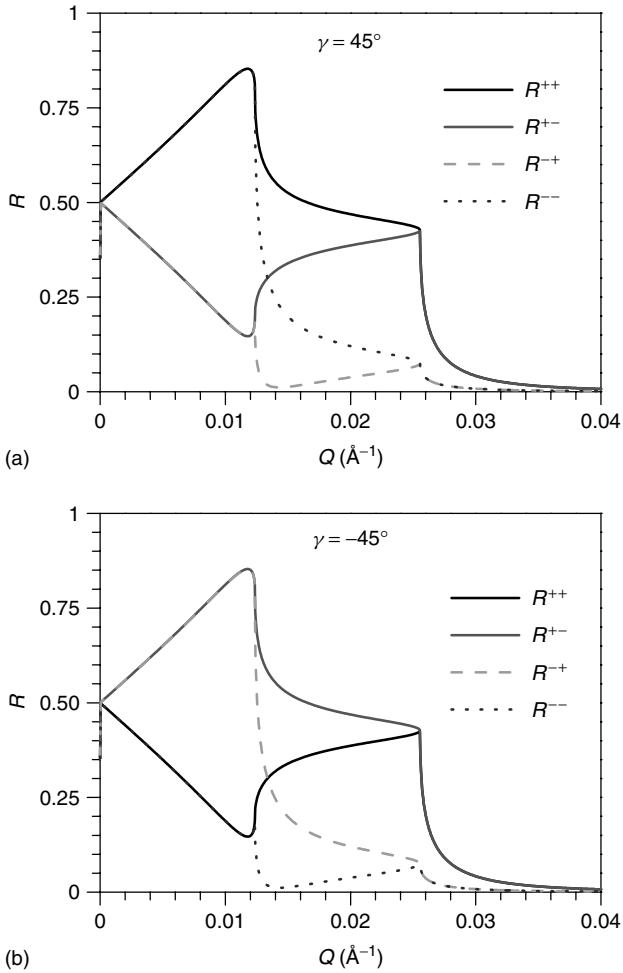 1
γ = 45°
R⁺⁺
R⁺⁻
R⁻⁺
R⁻⁻
0.75
0.50
R
0.25
0
0 0.01 0.02 0.03 0.04
(a)
Q (Å⁻¹)
1
γ = −45°
R⁺⁺
R⁺⁻
R⁻⁺
R⁻⁻
0.75
0.50
R
0.25
0
0 0.01 0.02 0.03 0.04
(b)
Q (Å⁻¹)